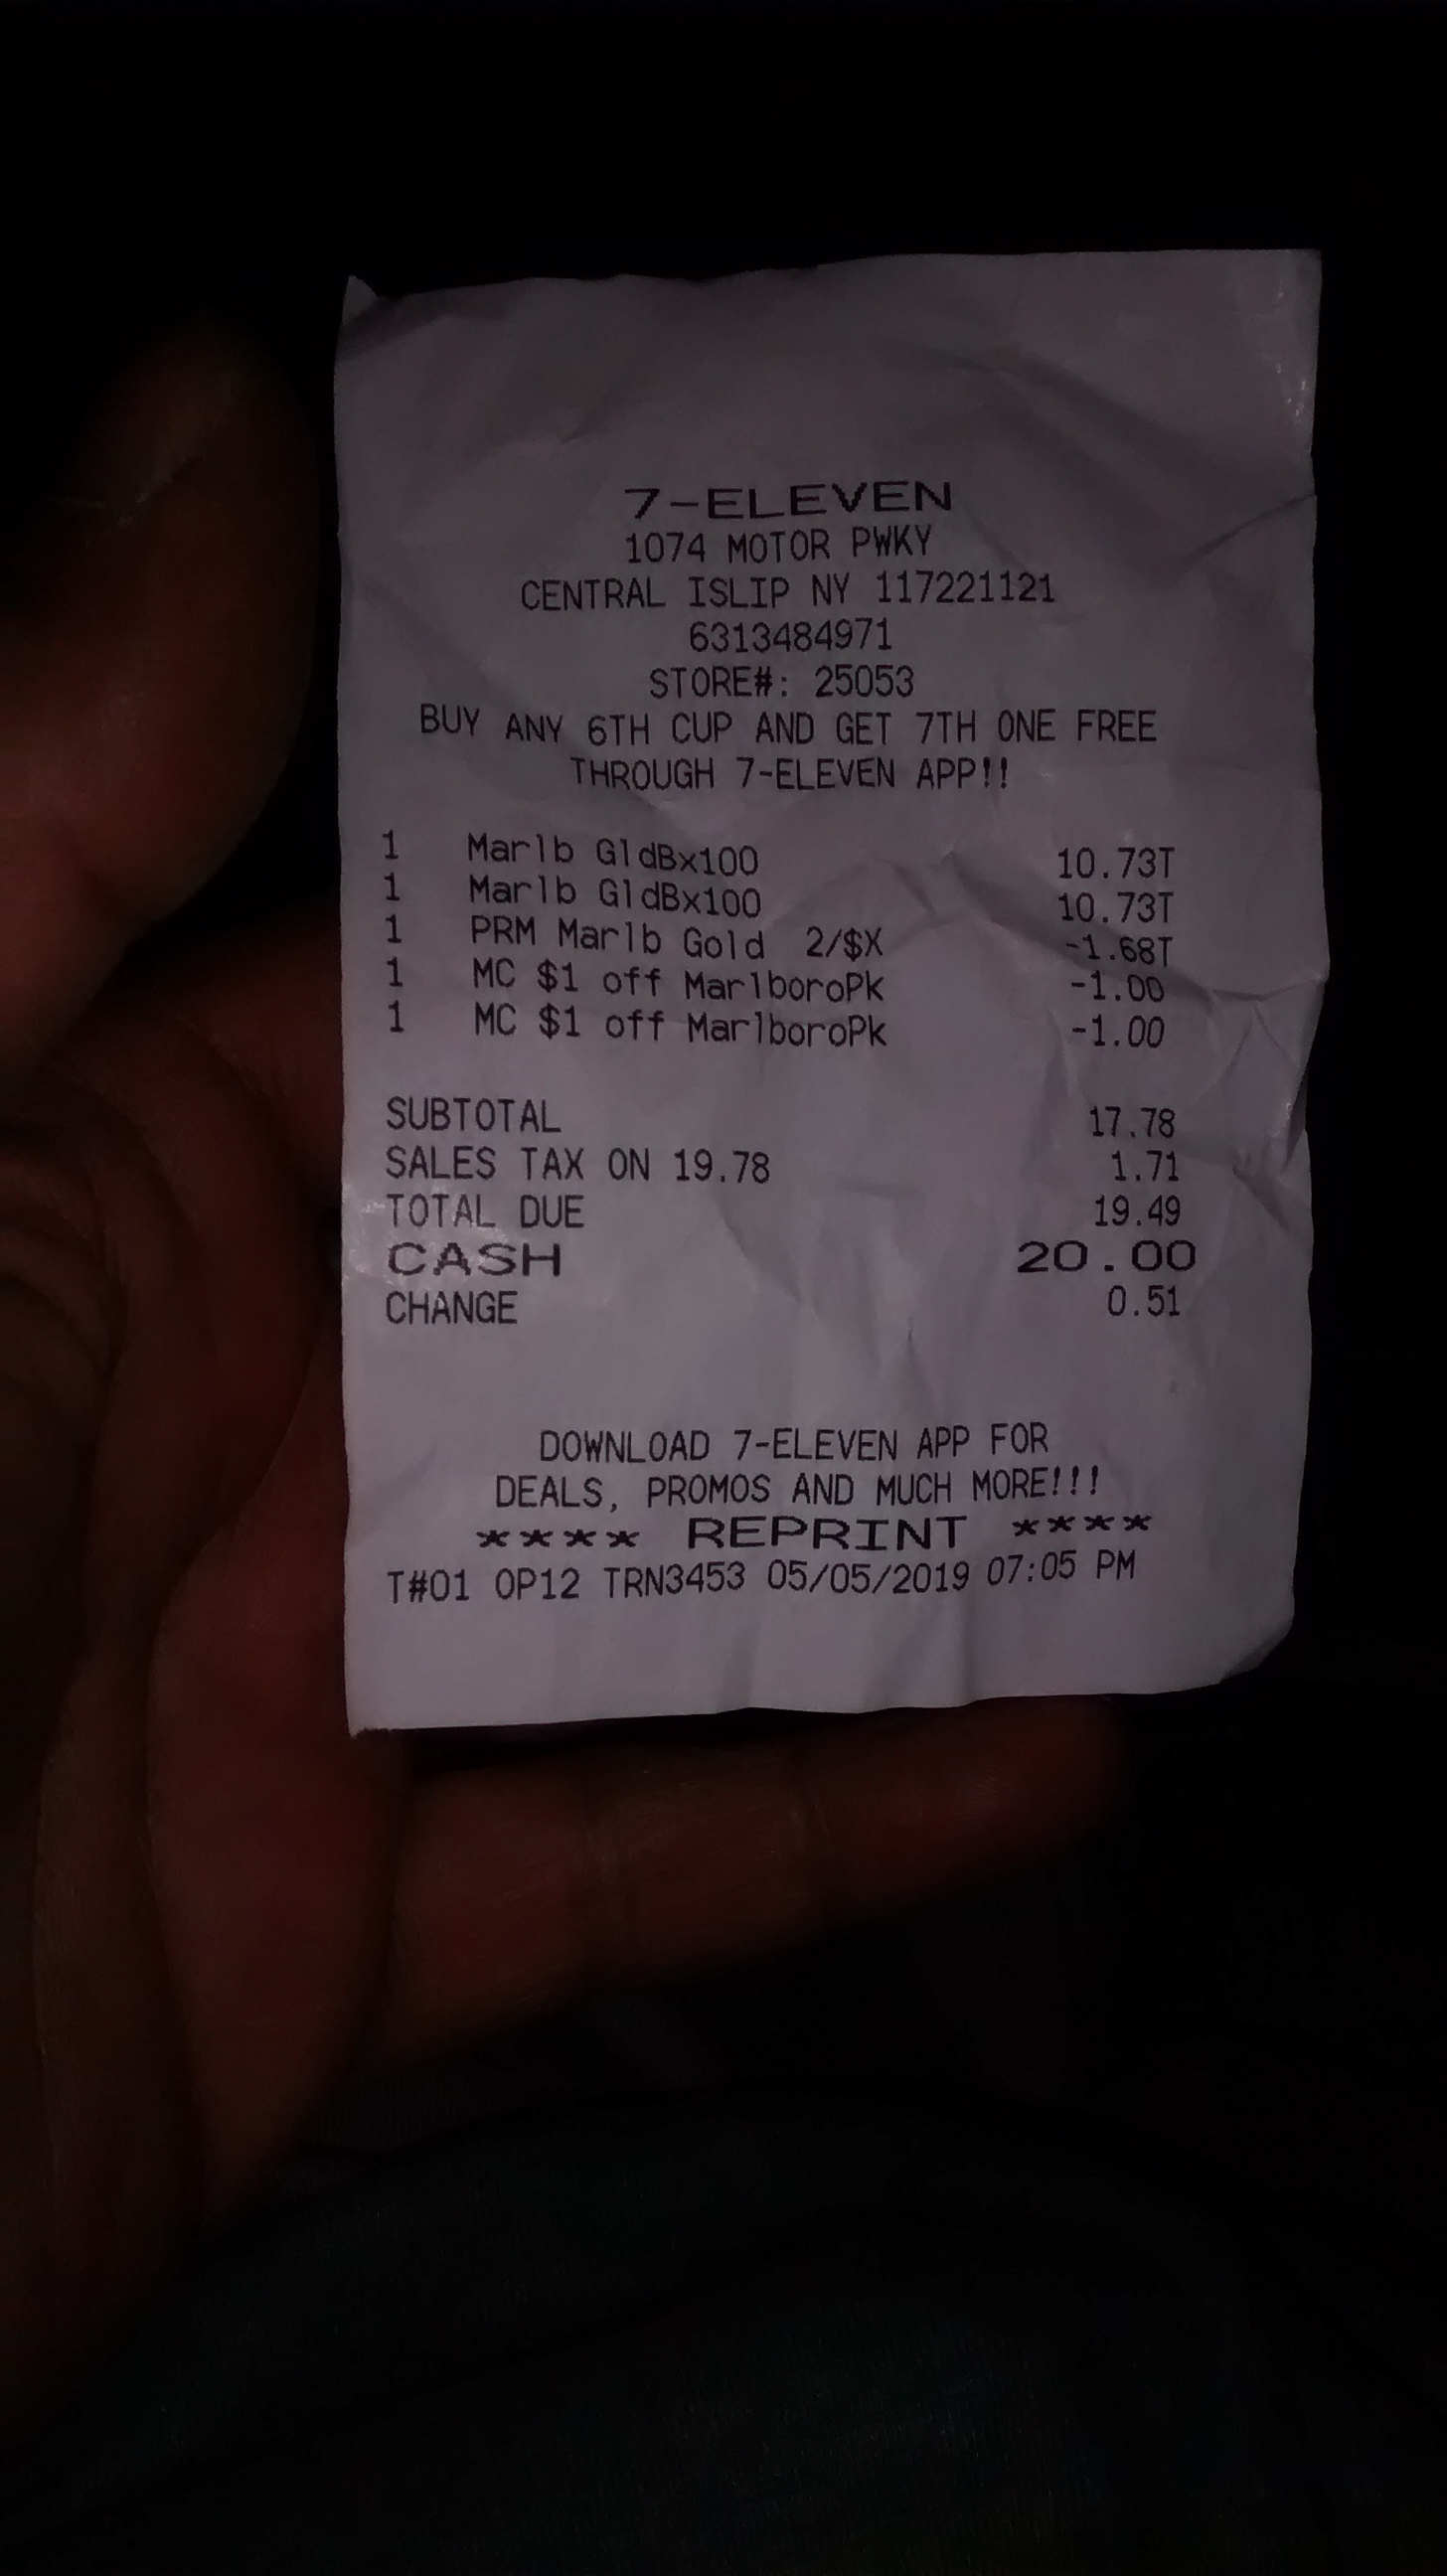 7-ELEVEN
1074 MOTOR PWKY
CENTRAL ISLIP NY 117221121
6313484971
STORE#: 25053
BUY ANY 6TH CUP AND GET 7TH ONE FREE
THROUGH 7-ELEVEN APP!!
1 Marlb GldBx100 10.73T
1 Marlb GldBx100 10.73T
1 PRM Marlb Gold 2/$X -1.68T
1 MC $1 off MarlboroPk -1.00
1 MC $1 off MarlboroPk -1.00
SUBTOTAL 17.78
SALES TAX ON 19.78 1.71
TOTAL DUE 19.49
CASH 20.00
CHANGE 0.51
DOWNLOAD 7-ELEVEN APP FOR
DEALS, PROMOS AND MUCH MORE!!!
**** REPRINT ****
T#01 OP12 TRN3453 05/05/2019 07:05 PM